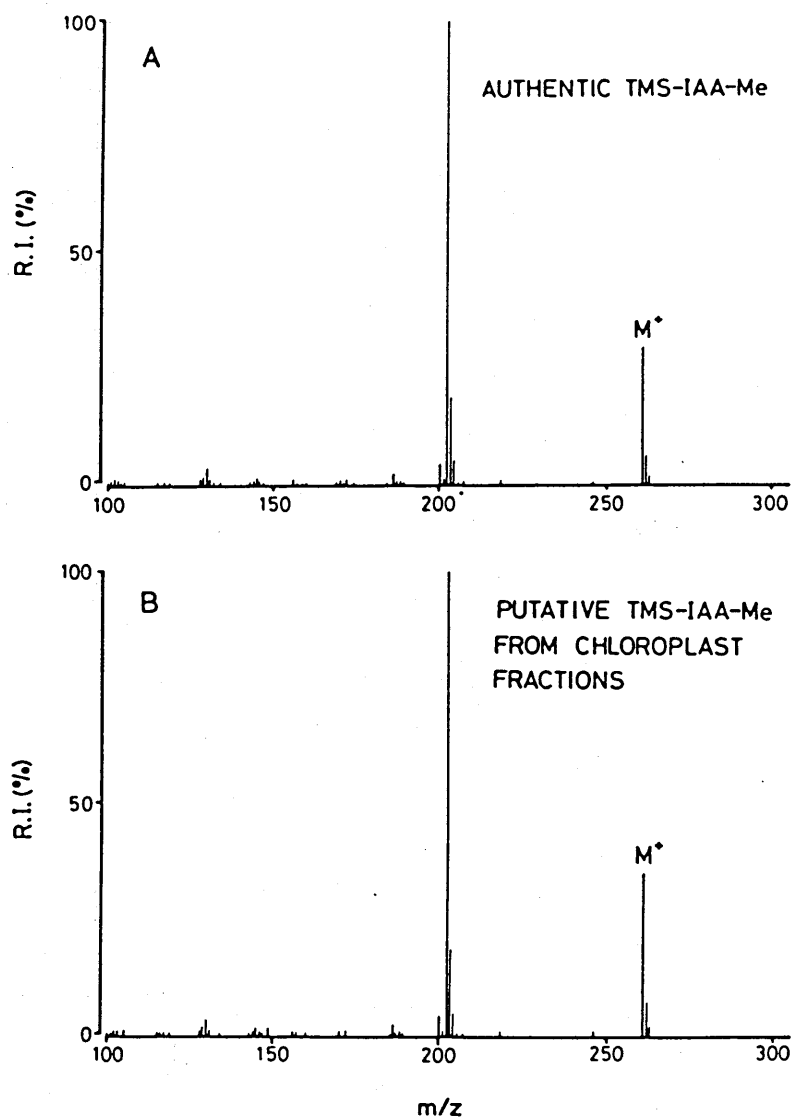 100
A
AUTHENTIC TMS-IAA-Me
R.I. (%)
50
M⁺
0
100
150
200
250
300
100
B
PUTATIVE TMS-IAA-Me
FROM CHLOROPLAST
FRACTIONS
R.I. (%)
50
M⁺
0
100
150
200
250
300
m/z